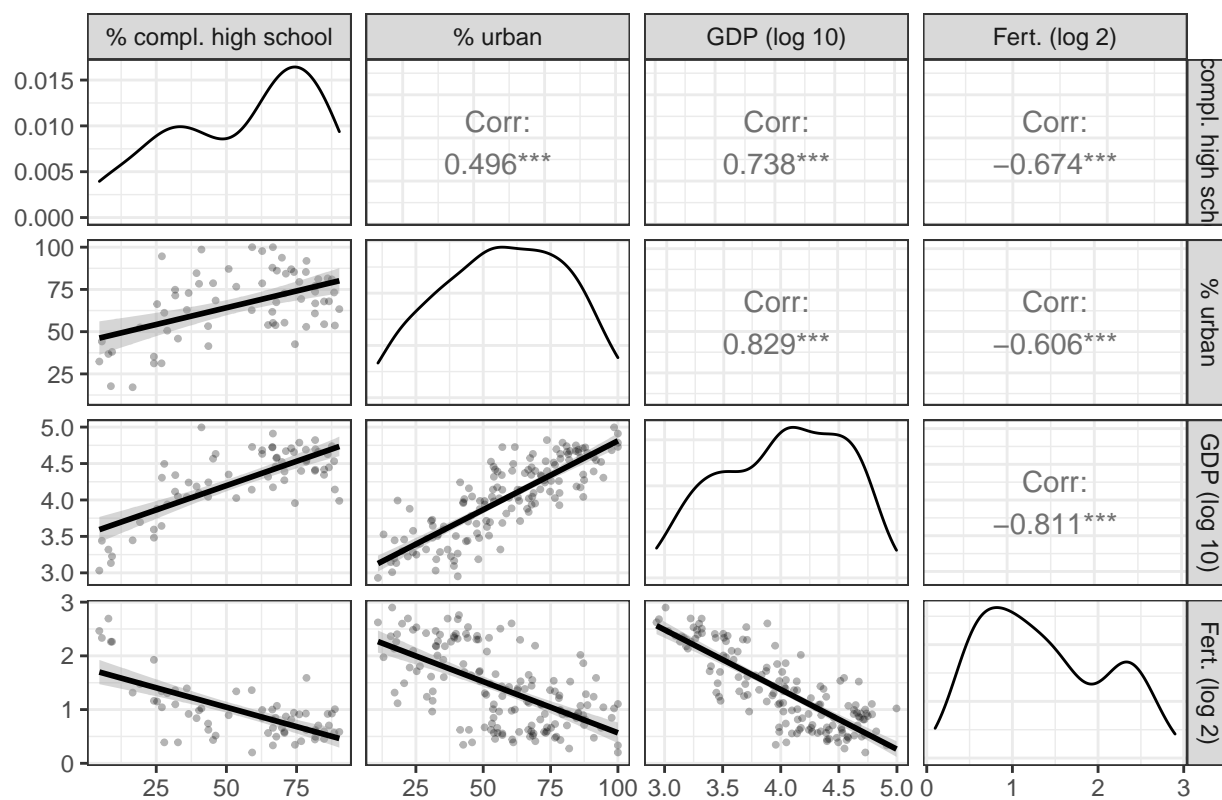 % compl. high school
% urban
GDP (log 10)
Fert. (log 2)
0.015
0.010
0.005
0.000
Corr:
0.496***
Corr:
0.738***
Corr:
−0.674***
compl. high sch
100
75
50
25
Corr:
0.829***
Corr:
−0.606***
% urban
5.0
4.5
4.0
3.5
3.0
Corr:
−0.811***
GDP (log 10)
3
2
1
0
Fert. (log 2)
25 50 75
25 50 75 100
3.0 3.5 4.0 4.5 5.0
0 1 2 3